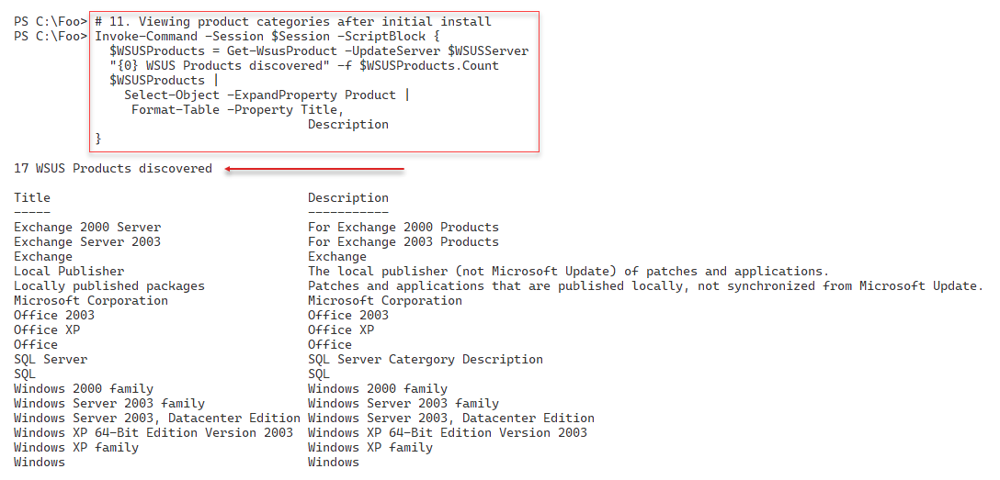 PS C:\Foo> # 11. Viewing product categories after initial install
PS C:\Foo> Invoke-Command -Session $Session -ScriptBlock {
  $WSUSProducts = Get-WsusProduct -UpdateServer $WSUSServer
  "{0} WSUS Products discovered" -f $WSUSProducts.Count
  $WSUSProducts |
    Select-Object -ExpandProperty Product |
     Format-Table -Property Title,
                             Description
}
17 WSUS Products discovered
Title                                   Description
-----                                   -----------
Exchange 2000 Server                    For Exchange 2000 Products
Exchange Server 2003                    For Exchange 2003 Products
Exchange                                Exchange
Local Publisher                         The local publisher (not Microsoft Update) of patches and applications.
Locally published packages              Patches and applications that are published locally, not synchronized from Microsoft Update.
Microsoft Corporation                   Microsoft Corporation
Office 2003                             Office 2003
Office XP                               Office XP
Office                                  Office
SQL Server                              SQL Server Catergory Description
SQL                                     SQL
Windows 2000 family                     Windows 2000 family
Windows Server 2003 family              Windows Server 2003 family
Windows Server 2003, Datacenter Edition Windows Server 2003, Datacenter Edition
Windows XP 64-Bit Edition Version 2003  Windows XP 64-Bit Edition Version 2003
Windows XP family                       Windows XP family
Windows                                 Windows